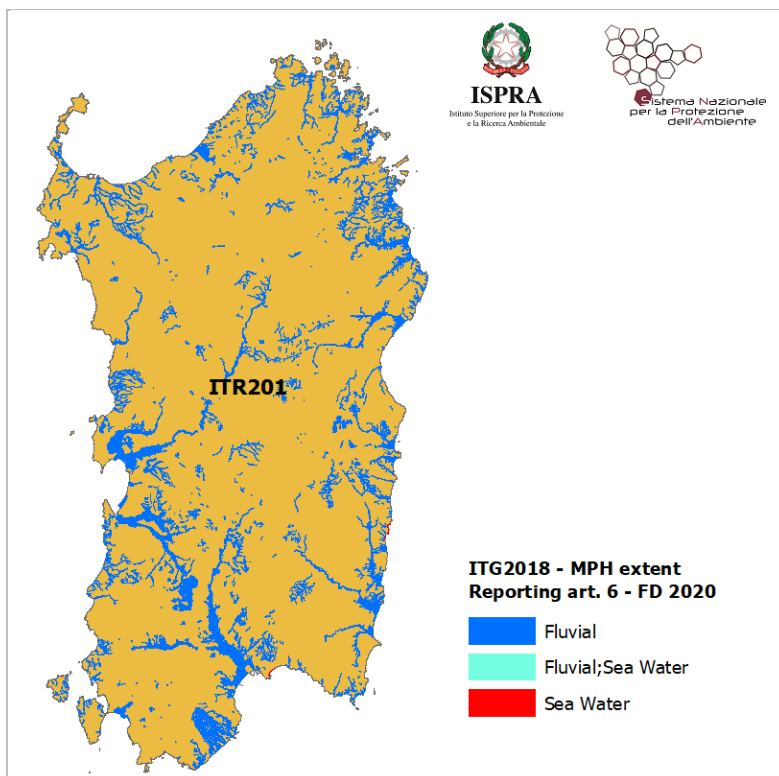 ISPRA
Istituto Superiore per la Protezione
e la Ricerca Ambientale
Sistema Nazionale
per la Protezione
dell'Ambiente
ITR201
ITG2018 - MPH extent
Reporting art. 6 - FD 2020
Fluvial
Fluvial;Sea Water
Sea Water